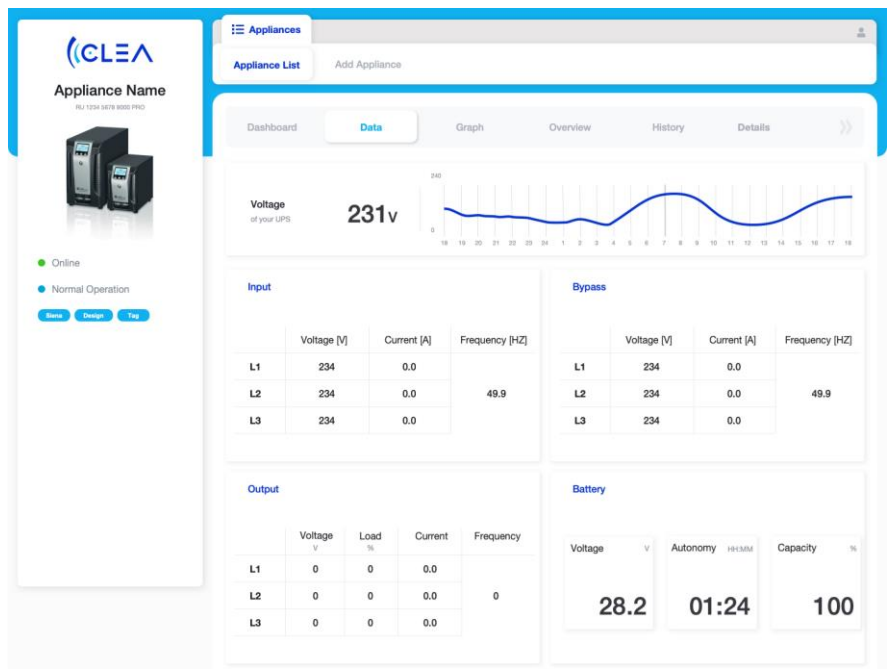 CLEA
Appliance Name
RU 1234 5678 9000 PRO
Online
Normal Operation
Siena Design Tag
Appliances
Appliance List Add Appliance
Dashboard Data Graph Overview History Details
Voltage
of your UPS
231V
240
0
18 19 20 21 22 23 24 1 2 3 4 5 6 7 8 9 10 11 12 13 14 15 16 17 18
Input
Voltage [V] Current [A] Frequency [HZ]
L1 234 0.0
L2 234 0.0 49.9
L3 234 0.0
Bypass
Voltage [V] Current [A] Frequency [HZ]
L1 234 0.0
L2 234 0.0 49.9
L3 234 0.0
Output
Voltage Load Current Frequency
V %
L1 0 0 0.0
L2 0 0 0.0 0
L3 0 0 0.0
Battery
Voltage V Autonomy HH:MM Capacity %
28.2 01:24 100